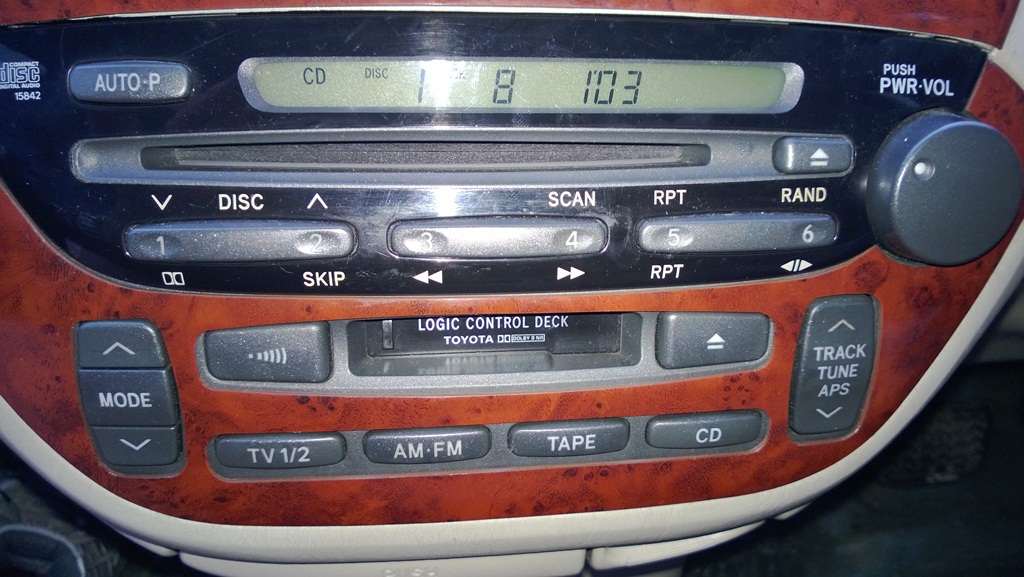 COMPACT
disc
DIGITAL AUDIO
15842
AUTO·P
CD DISC 1 8 1'03
PUSH
PWR·VOL
DISC SCAN RPT RAND
1 2 3 4 5 6
SKIP RPT
LOGIC CONTROL DECK
TOYOTA DOLBY B NR
MODE
TRACK
TUNE
APS
TV 1/2 AM·FM TAPE CD